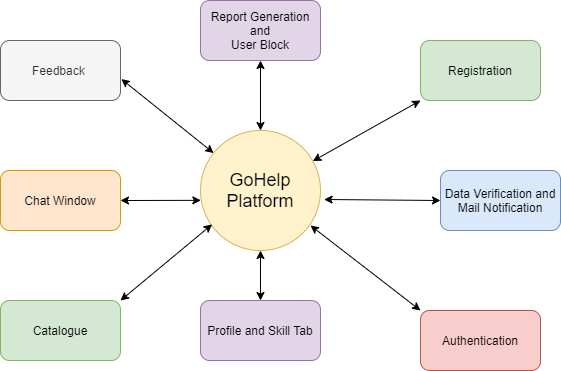 Report Generation
and
User Block
Feedback
Registration
GoHelp
Platform
Chat Window
Data Verification and
Mail Notification
Catalogue
Profile and Skill Tab
Authentication